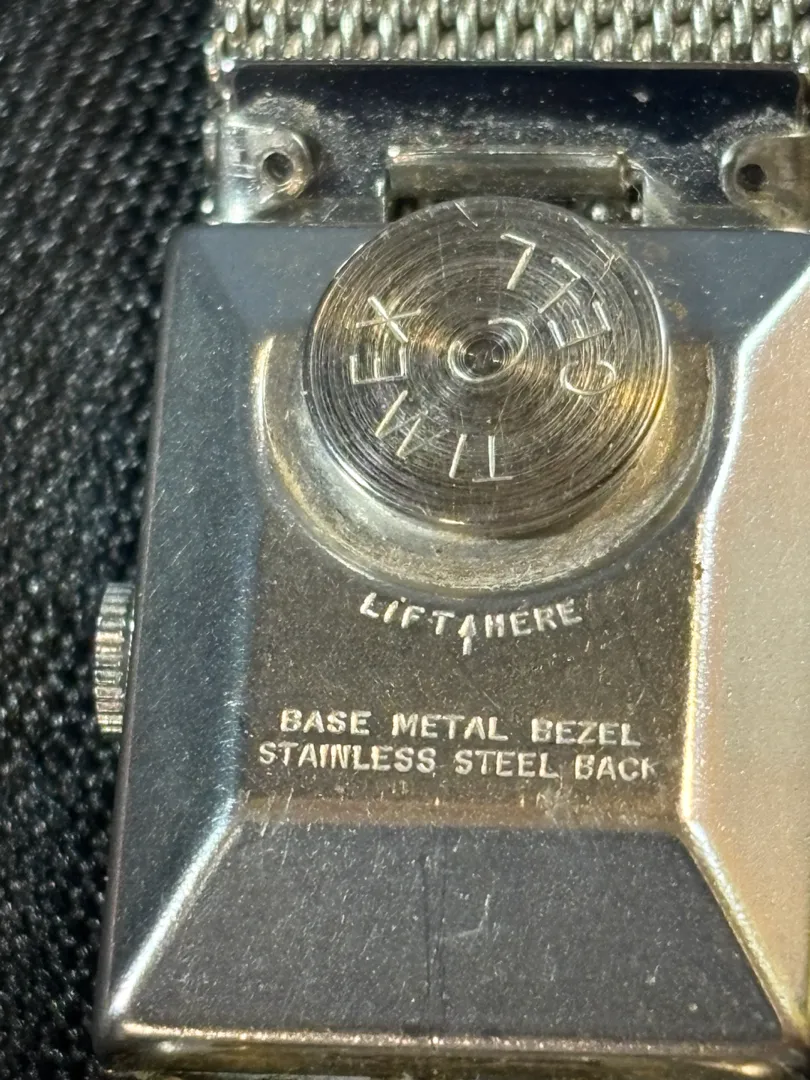 TIMEX CELL
LIFT HERE
BASE METAL BEZEL
STAINLESS STEEL BACK